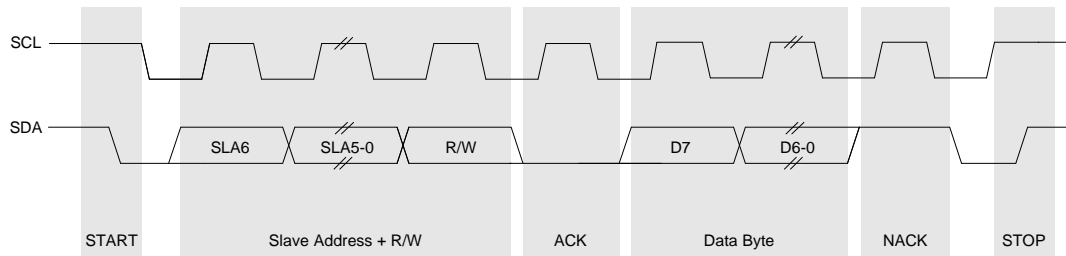 SCL
SDA
SLA6
SLA5-0
R/W
D7
D6-0
START
Slave Address + R/W
ACK
Data Byte
NACK
STOP